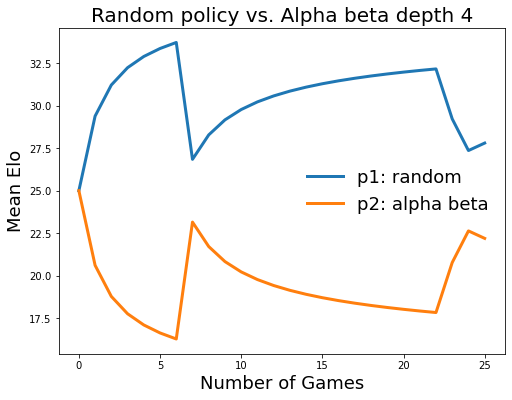 Random policy vs. Alpha beta depth 4
Mean Elo
32.5
30.0
27.5
25.0
22.5
20.0
17.5
p1: random
p2: alpha beta
0 5 10 15 20 25
Number of Games